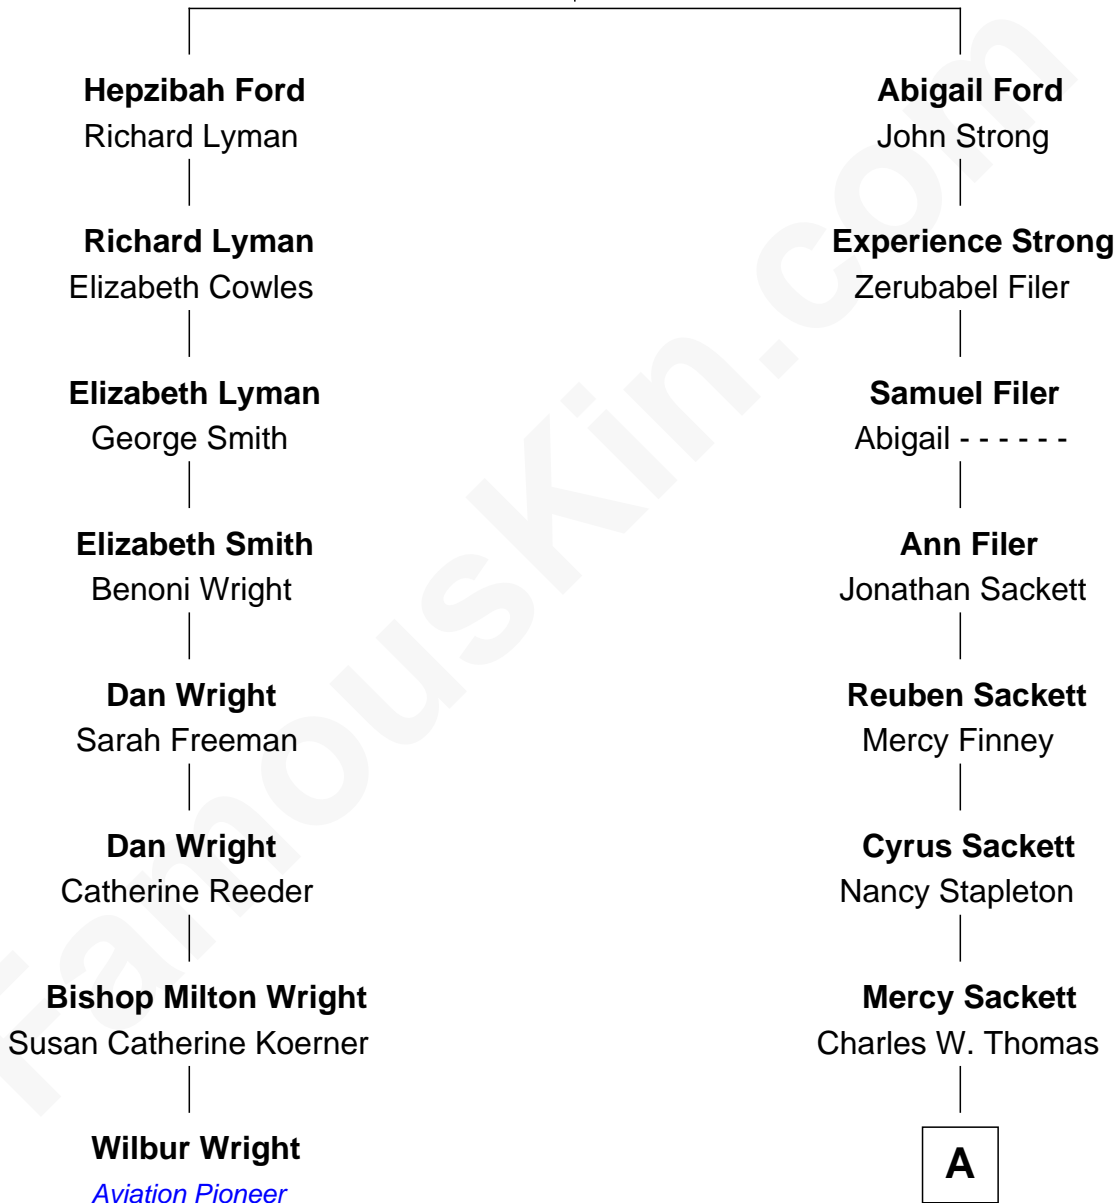 Hepzibah Ford
Richard Lyman
Richard Lyman
Elizabeth Cowles
Elizabeth Lyman
George Smith
Elizabeth Smith
Benoni Wright
Dan Wright
Sarah Freeman
Dan Wright
Catherine Reeder
Bishop Milton Wright
Susan Catherine Koerner
Wilbur Wright
Aviation Pioneer
Abigail Ford
John Strong
Experience Strong
Zerubabel Filer
Samuel Filer
Abigail - - - - - -
Ann Filer
Jonathan Sackett
Reuben Sackett
Mercy Finney
Cyrus Sackett
Nancy Stapleton
Mercy Sackett
Charles W. Thomas
A
FamousKin.com